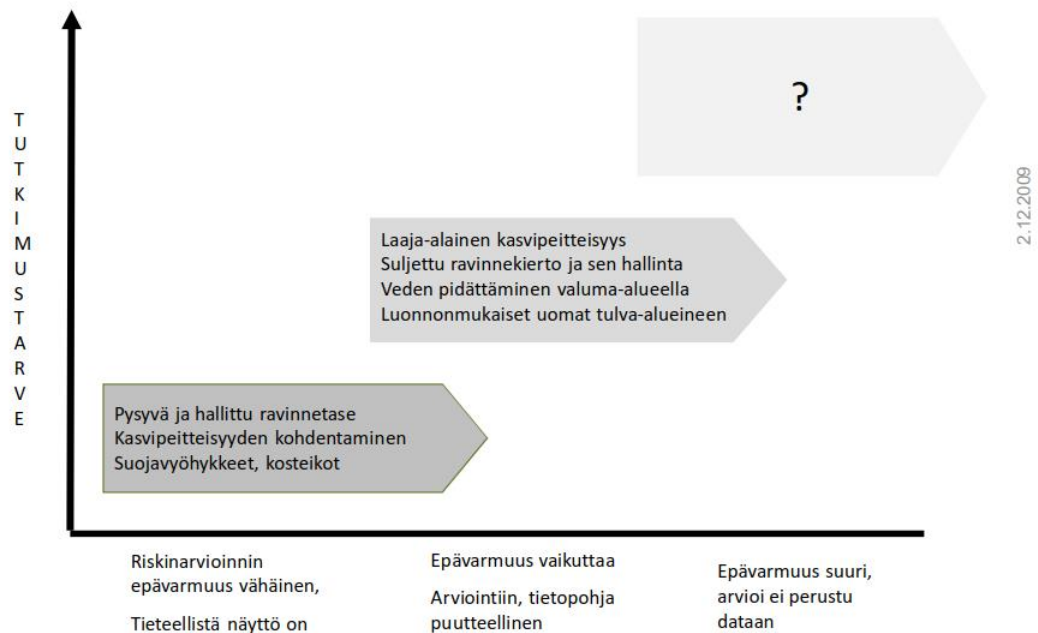 TUTKIMUSTARVE
?
2.12.2009
Laaja-alainen kasvipeitteisyys
Suljettu ravinnekierto ja sen hallinta
Veden pidättäminen valuma-alueella
Luonnonmukaiset uomat tulva-alueineen
Pysyvä ja hallittu ravinnetase
Kasvipeitteisyyden kohdentaminen
Suojavyöhykkeet, kosteikot
Riskinarvioinnin
epävarmuus vähäinen,
Tieteellistä näyttö on
Epävarmuus vaikuttaa
Arviointiin, tietopohja
puutteellinen
Epävarmuus suuri,
arvioi ei perustu
dataan